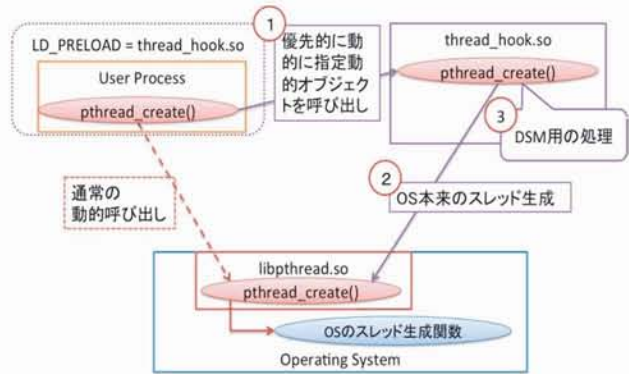 LD_PRELOAD = thread_hook.so
User Process
pthread_create()
1
優先的に動
的に指定動
的オブジェク
トを呼び出し
thread_hook.so
pthread_create()
3
DSM用の処理
2
OS本来のスレッド生成
通常の
動的呼び出し
libpthread.so
pthread_create()
OSのスレッド生成関数
Operating System